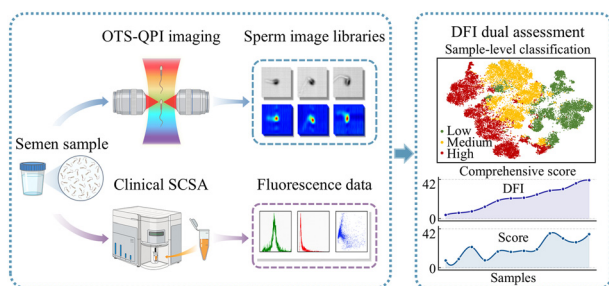 OTS-QPI imaging
Sperm image libraries
Semen sample
Clinical SCSA
Fluorescence data
DFI dual assessment
Sample-level classification
Low
Medium
High
Comprehensive score
42
DFI
0
42
Score
0
Samples